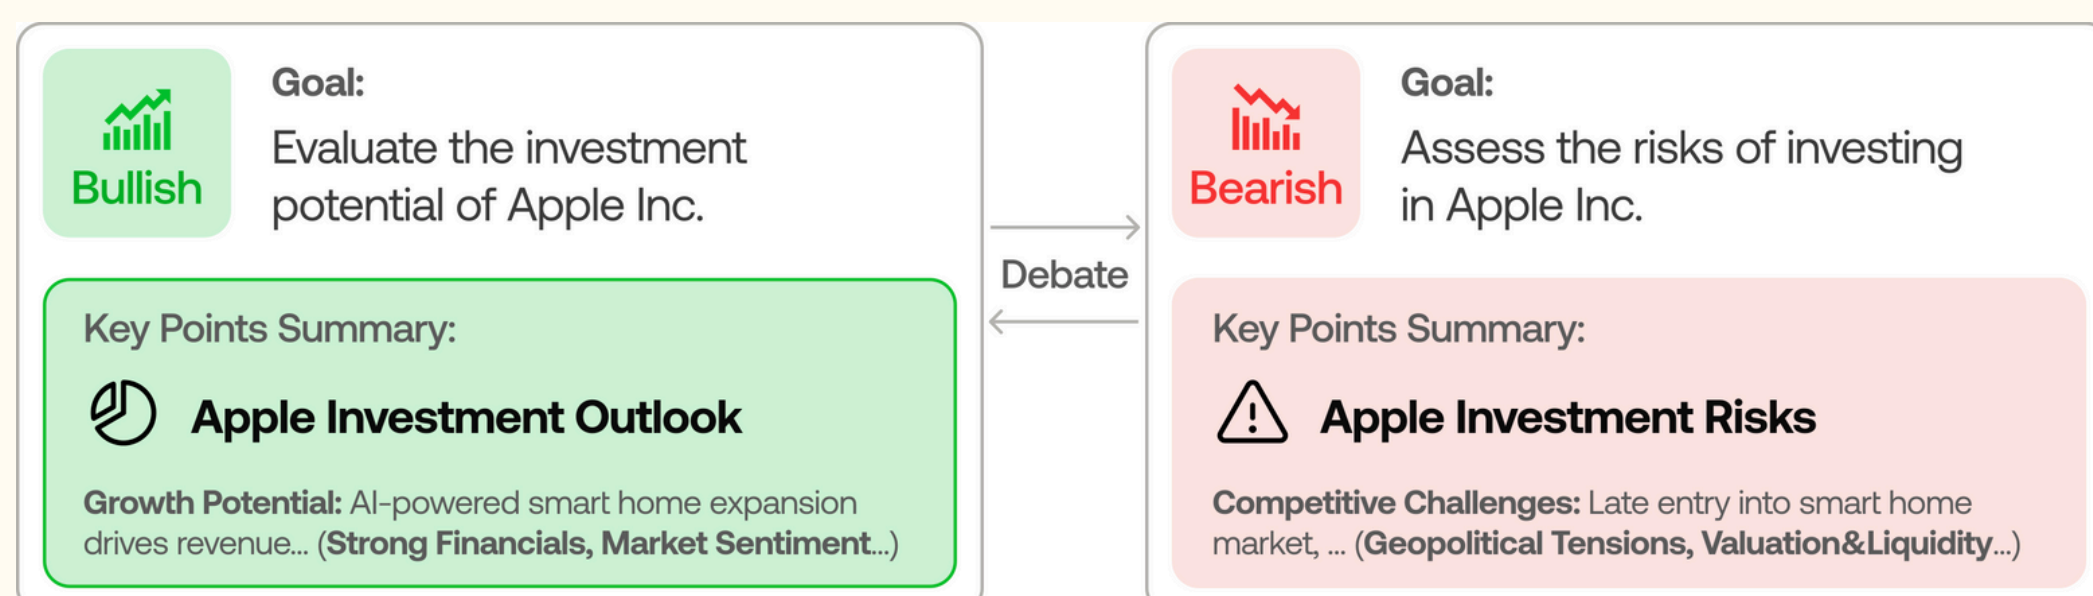 Bullish
Goal:
Evaluate the investment
potential of Apple Inc.
Key Points Summary:
Apple Investment Outlook
Growth Potential: AI-powered smart home expansion
drives revenue... (Strong Financials, Market Sentiment...)
Debate
Bearish
Goal:
Assess the risks of investing
in Apple Inc.
Key Points Summary:
Apple Investment Risks
Competitive Challenges: Late entry into smart home
market, ... (Geopolitical Tensions, Valuation&Liquidity...)